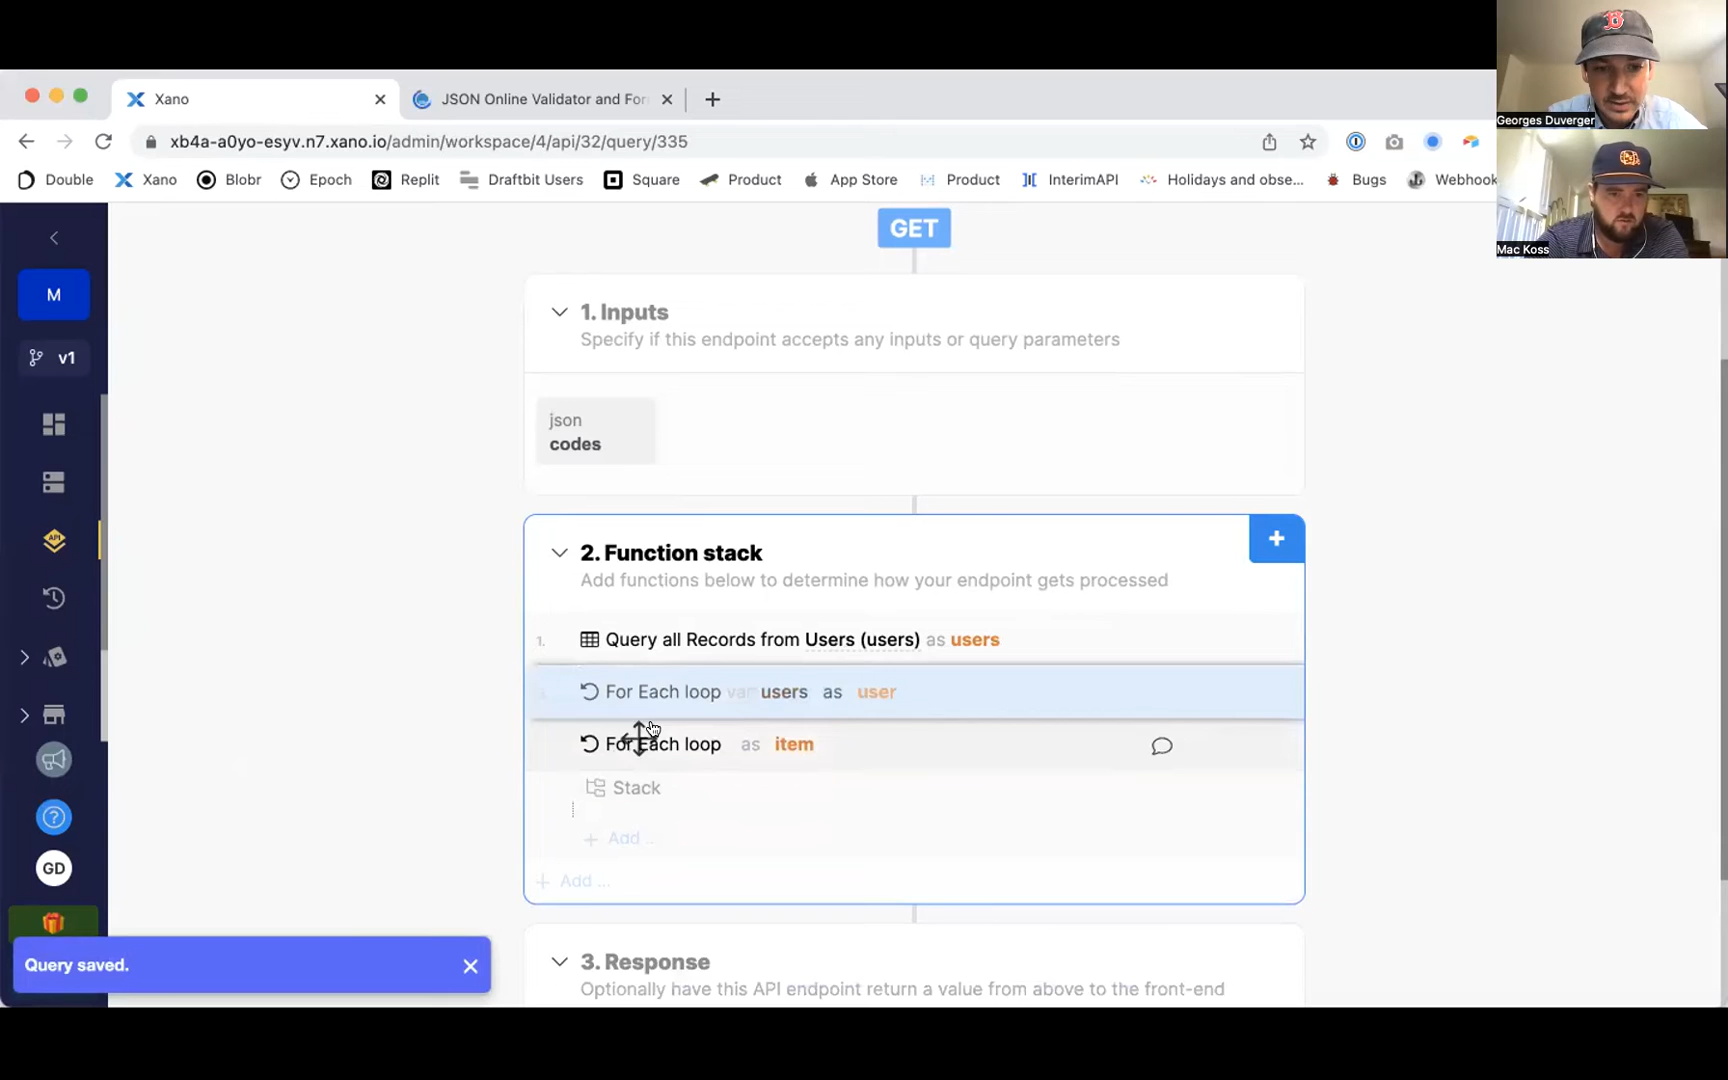 Xano
JSON Online Validator and For
xb4a-a0yo-esyv.n7.xano.io/admin/workspace/4/api/32/query/335
Double Xano Blobr Epoch Replit Draftbit Users Square Product App Store Product InterimAPI Holidays and obse... Bugs Webhook
Georges Duverger
Mac Koss
M
v1
API
GD
GET
1. Inputs
Specify if this endpoint accepts any inputs or query parameters
json
codes
2. Function stack
Add functions below to determine how your endpoint gets processed
1. Query all Records from Users (users) as users
For Each loop var users as user
For Each loop as item
Stack
+ Add ...
+ Add ...
3. Response
Optionally have this API endpoint return a value from above to the front-end
Query saved.